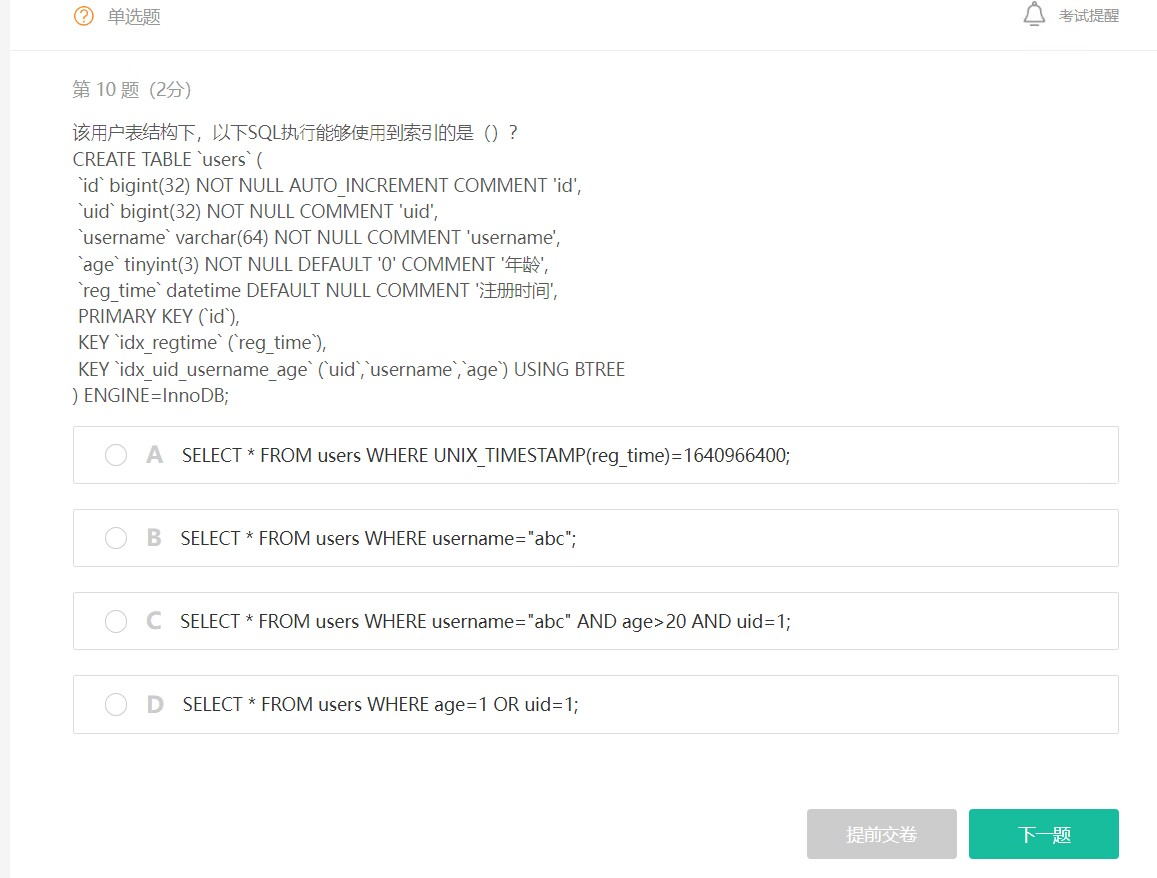 单选题
考试提醒
第 10 题（2分）
该用户表结构下，以下SQL执行能够使用到索引的是（）？
CREATE TABLE `users` (
`id` bigint(32) NOT NULL AUTO_INCREMENT COMMENT 'id',
`uid` bigint(32) NOT NULL COMMENT 'uid',
`username` varchar(64) NOT NULL COMMENT 'username',
`age` tinyint(3) NOT NULL DEFAULT '0' COMMENT '年龄',
`reg_time` datetime DEFAULT NULL COMMENT '注册时间',
PRIMARY KEY (`id`),
KEY `idx_regtime` (`reg_time`),
KEY `idx_uid_username_age` (`uid`,`username`,`age`) USING BTREE
) ENGINE=InnoDB;
A SELECT * FROM users WHERE UNIX_TIMESTAMP(reg_time)=1640966400;
B SELECT * FROM users WHERE username="abc";
C SELECT * FROM users WHERE username="abc" AND age>20 AND uid=1;
D SELECT * FROM users WHERE age=1 OR uid=1;
提前交卷
下一题